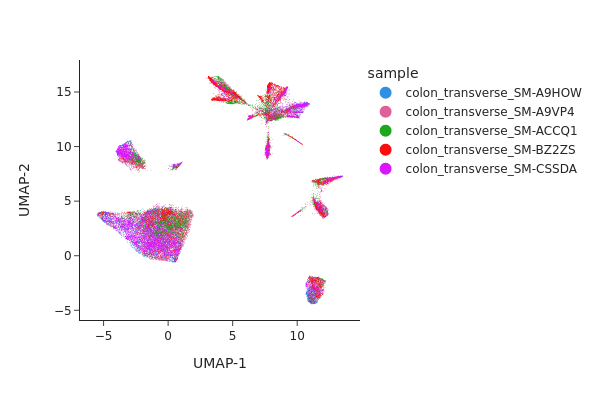 sample
colon_transverse_SM-A9HOW
colon_transverse_SM-A9VP4
colon_transverse_SM-ACCQ1
colon_transverse_SM-BZ2ZS
colon_transverse_SM-CSSDA
15
10
5
0
−5
UMAP-2
−5
0
5
10
UMAP-1